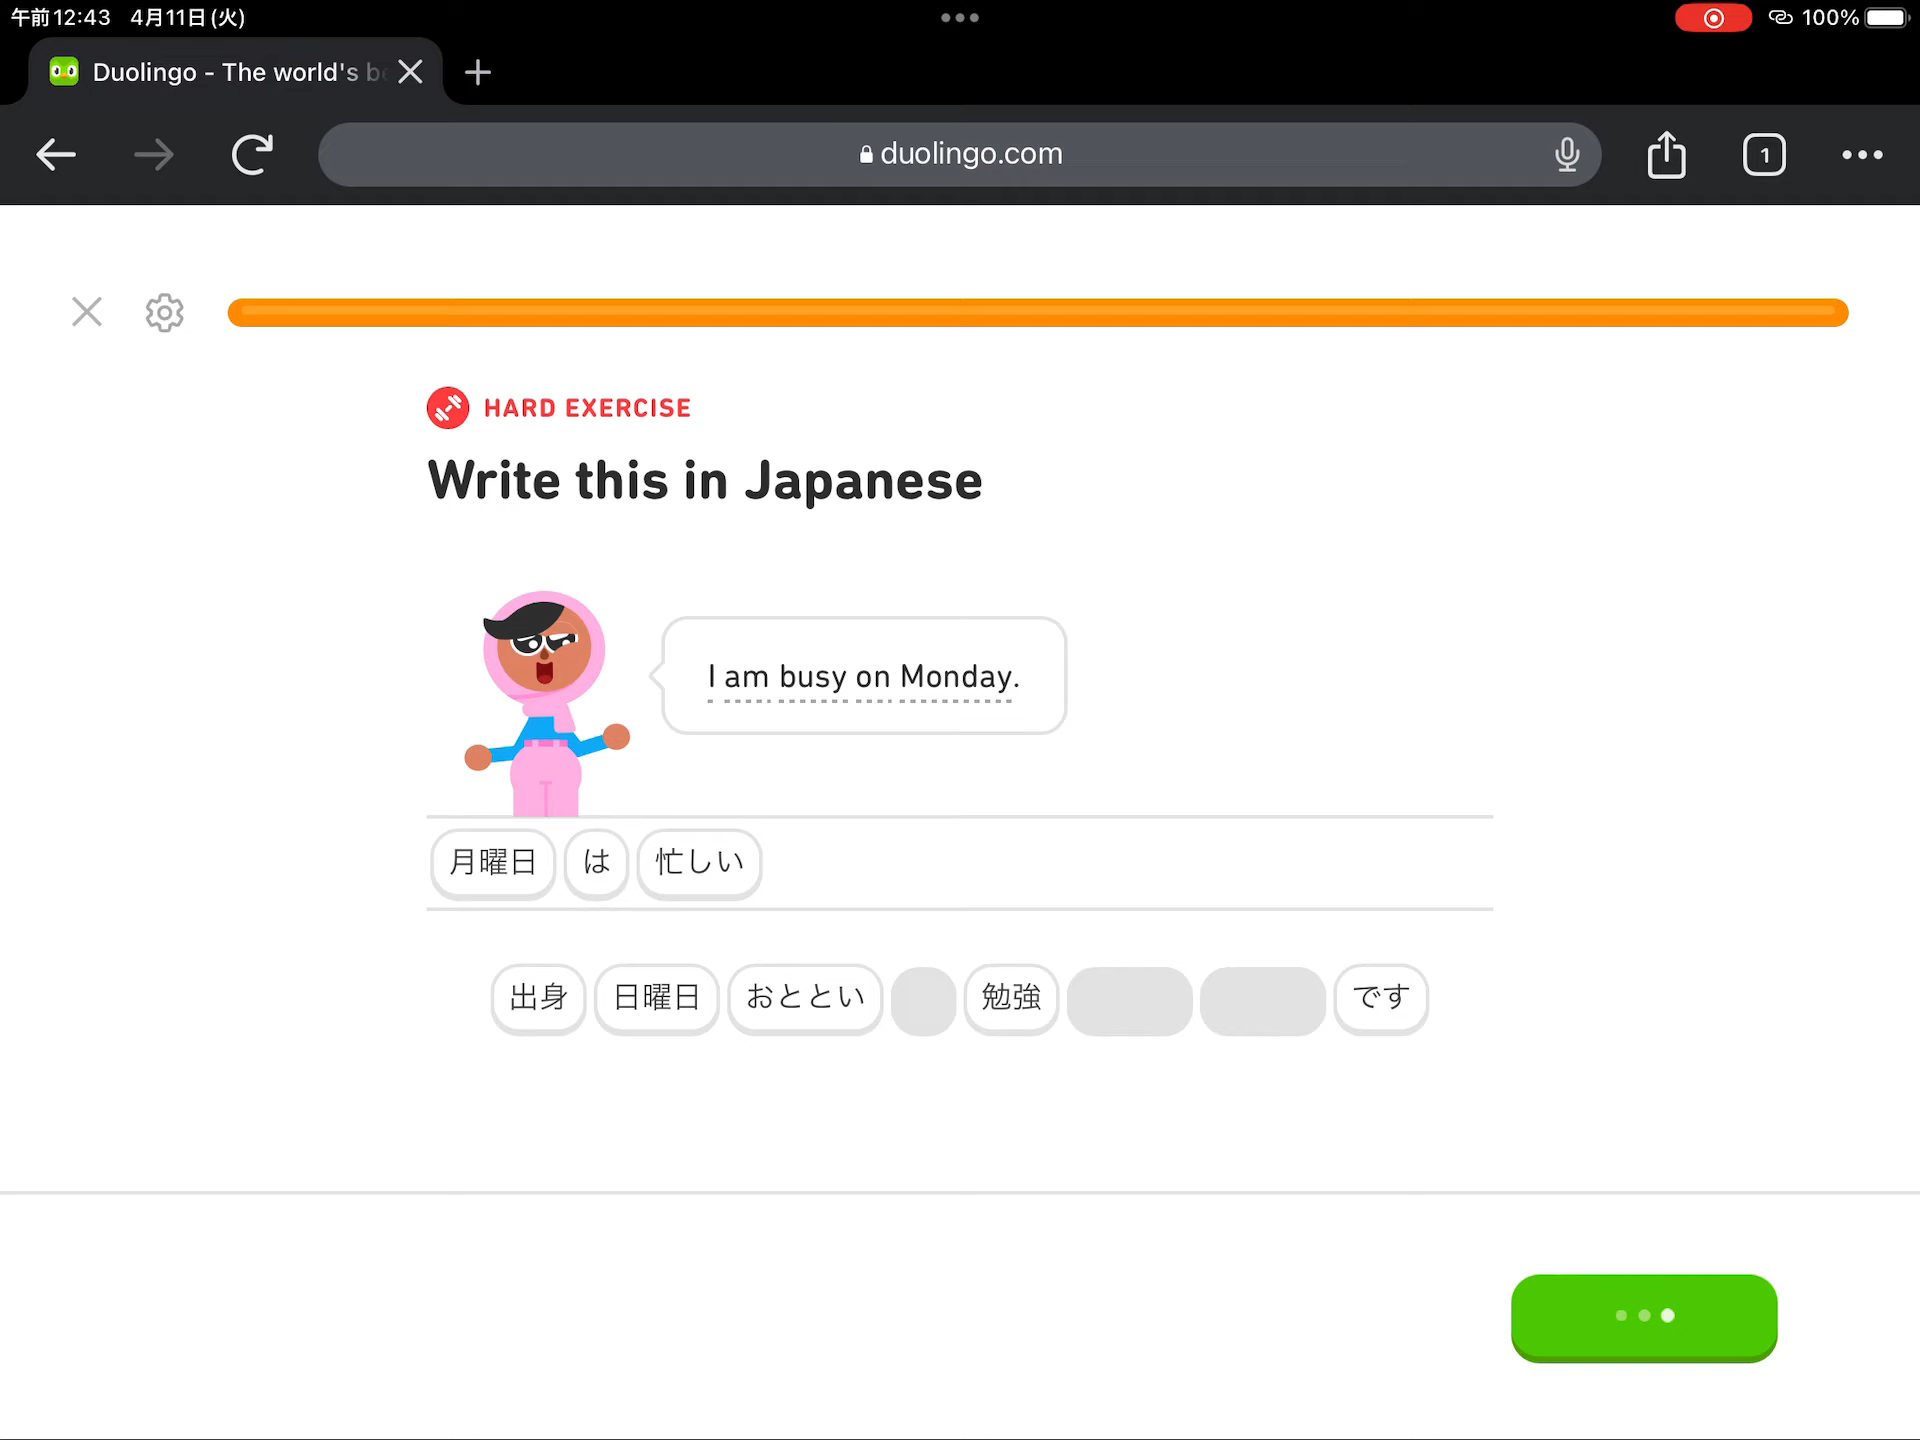 午前12:43 4月11日(火) 100%
Duolingo - The world's
duolingo.com
1
HARD EXERCISE
Write this in Japanese
I am busy on Monday.
月曜日 は 忙しい
出身 日曜日 おととい 勉強 です